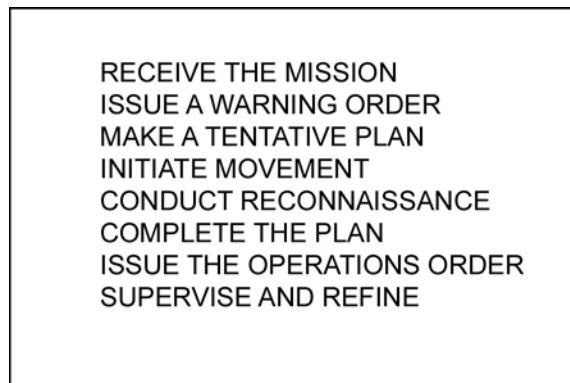 RECEIVE THE MISSION
ISSUE A WARNING ORDER
MAKE A TENTATIVE PLAN
INITIATE MOVEMENT
CONDUCT RECONNAISSANCE
COMPLETE THE PLAN
ISSUE THE OPERATIONS ORDER
SUPERVISE AND REFINE